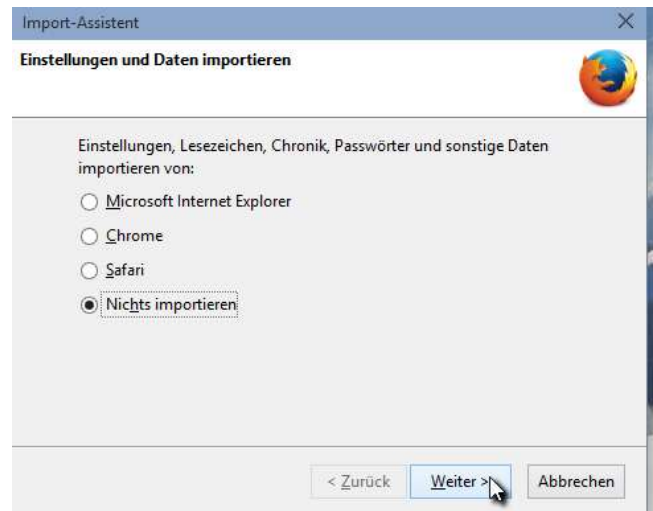 Import-Assistent
Einstellungen und Daten importieren
Einstellungen, Lesezeichen, Chronik, Passwörter und sonstige Daten
importieren von:
Microsoft Internet Explorer
Chrome
Safari
Nichts importieren
< Zurück Weiter > Abbrechen